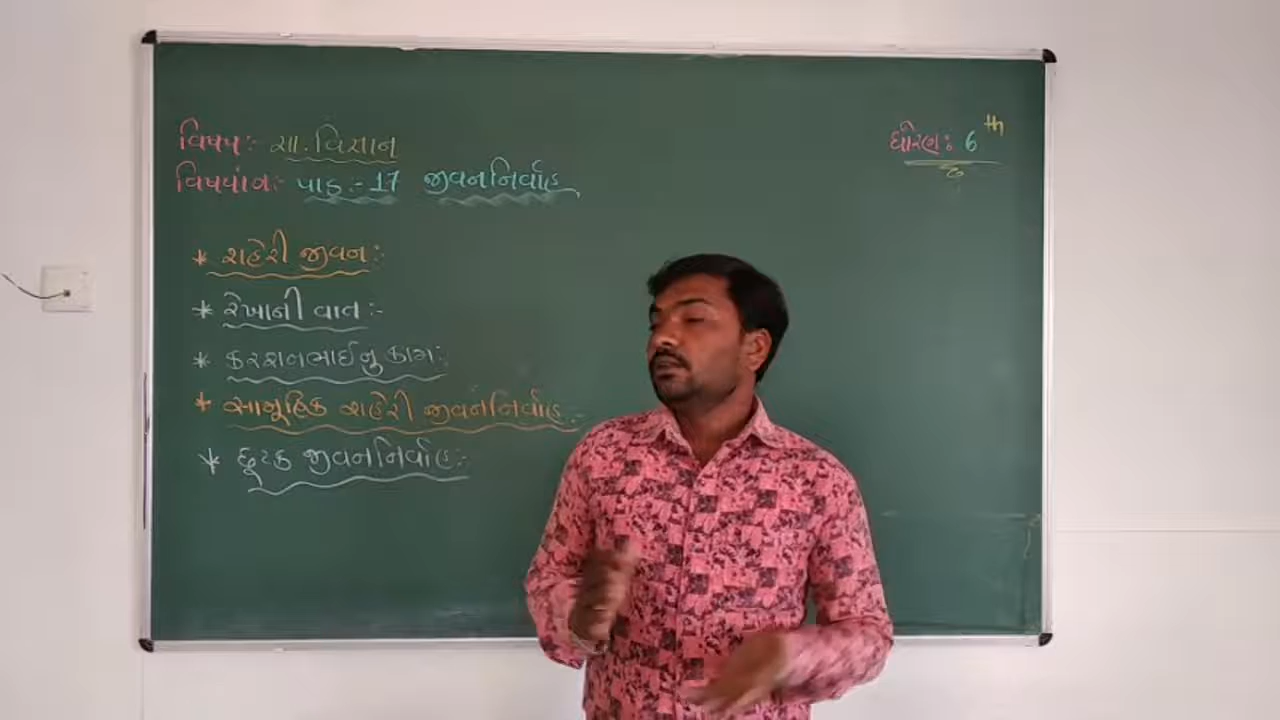 વિષય:- સા. વિજ્ઞાન
ધોરણ: 6th
વિષયાંગ:- પાઠ:- 17 જીવનનિર્વાહ
* શહેરી જીવન:-
* રેખાની વાત:-
* કરશનભાઈનુ કામ:
* સામૂહિક શહેરી જીવનનિર્વાહ:-
* છૂટક જીવનનિર્વાહ:-